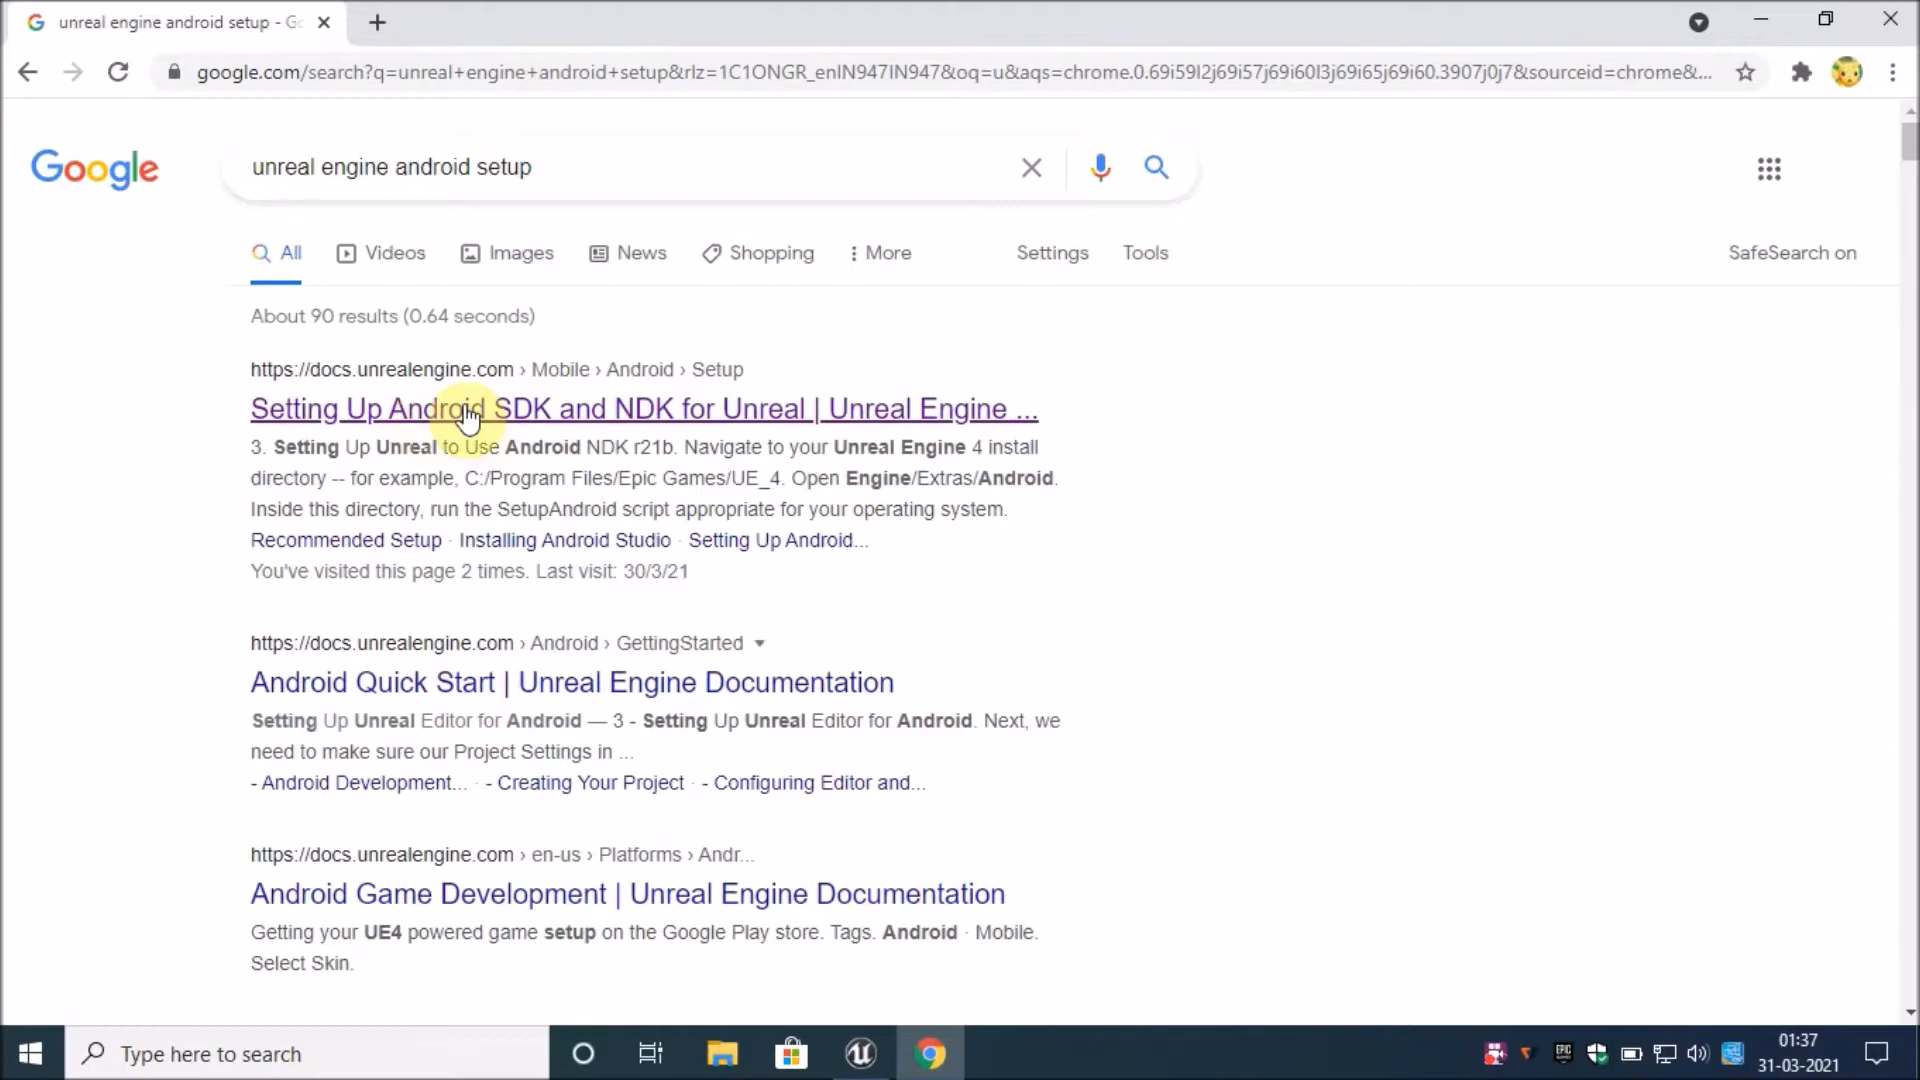 unreal engine android setup - Go
google.com/search?q=unreal+engine+android+setup&rlz=1C1ONGR_enIN947IN947&oq=u&aqs=chrome.0.69i59l2j69i57j69i60l3j69i65j69i60.3907j0j7&sourceid=chrome&...
Google
unreal engine android setup
All Videos Images News Shopping More Settings Tools SafeSearch on
About 90 results (0.64 seconds)
https://docs.unrealengine.com › Mobile › Android › Setup
Setting Up Android SDK and NDK for Unreal | Unreal Engine ...
3. Setting Up Unreal to Use Android NDK r21b. Navigate to your Unreal Engine 4 install
directory -- for example, C:/Program Files/Epic Games/UE_4. Open Engine/Extras/Android.
Inside this directory, run the SetupAndroid script appropriate for your operating system.
Recommended Setup · Installing Android Studio · Setting Up Android...
You've visited this page 2 times. Last visit: 30/3/21
https://docs.unrealengine.com › Android › GettingStarted
Android Quick Start | Unreal Engine Documentation
Setting Up Unreal Editor for Android — 3 - Setting Up Unreal Editor for Android. Next, we
need to make sure our Project Settings in ...
- Android Development... · - Creating Your Project · - Configuring Editor and...
https://docs.unrealengine.com › en-us › Platforms › Andr...
Android Game Development | Unreal Engine Documentation
Getting your UE4 powered game setup on the Google Play store. Tags. Android · Mobile.
Select Skin.
Type here to search
EPIC
01:37
31-03-2021